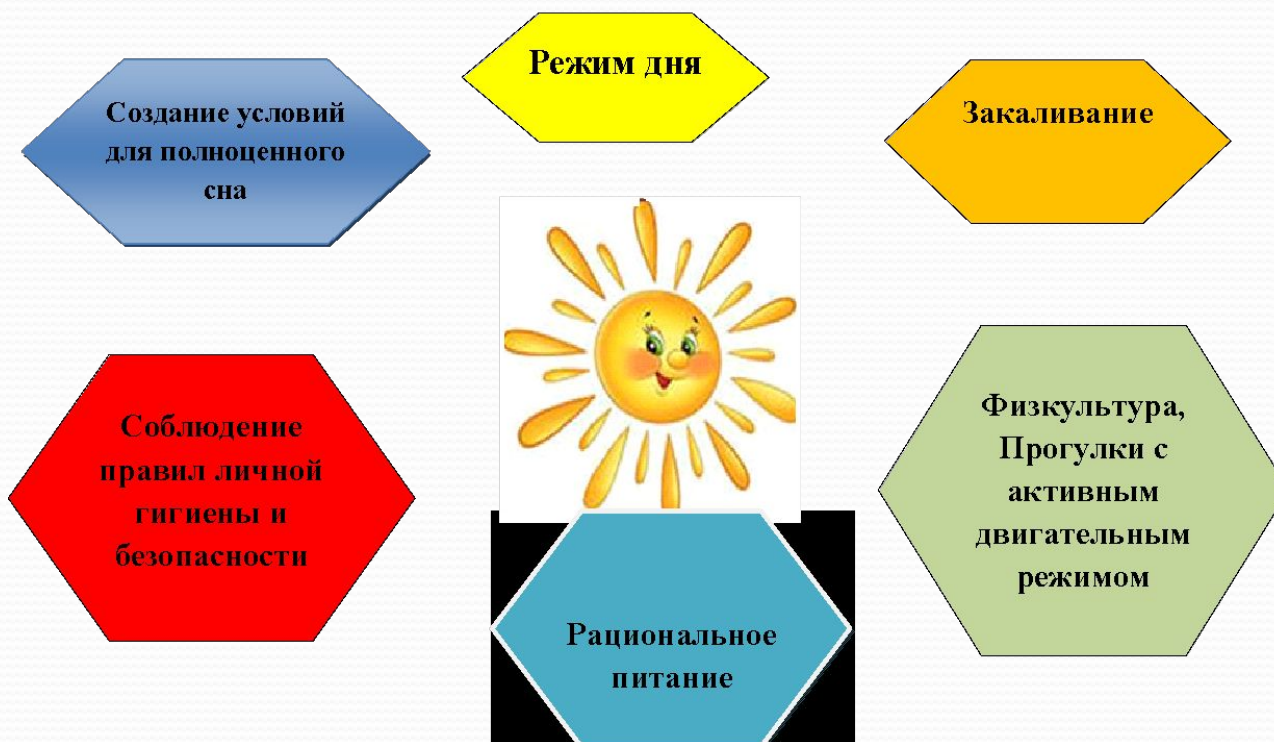 Режим дня
Создание условий
для полноценного
сна
Закаливание
Соблюдение
правил личной
гигиены и
безопасности
Физкультура,
Прогулки с
активным
двигательным
режимом
Рациональное
питание